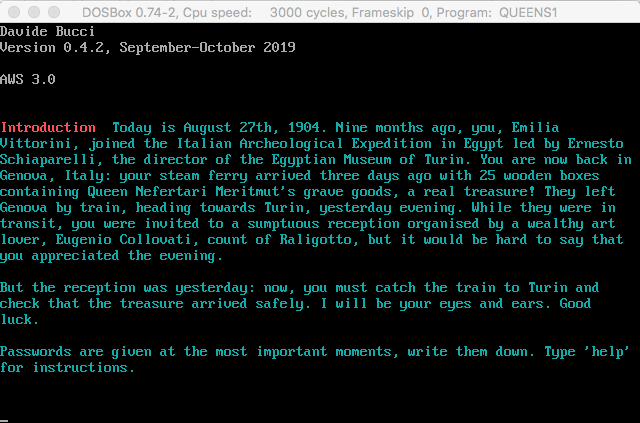 DOSBox 0.74-2, Cpu speed: 3000 cycles, Frameskip 0, Program: QUEENS1
Davide Bucci
Version 0.4.2, September-October 2019
AWS 3.0
Introduction Today is August 27th, 1904. Nine months ago, you, Emilia
Vittorini, joined the Italian Archeological Expedition in Egypt led by Ernesto
Schiaparelli, the director of the Egyptian Museum of Turin. You are now back in
Genova, Italy: your steam ferry arrived three days ago with 25 wooden boxes
containing Queen Nefertari Meritmut's grave goods, a real treasure! They left
Genova by train, heading towards Turin, yesterday evening. While they were in
transit, you were invited to a sumptuous reception organised by a wealthy art
lover, Eugenio Collovati, count of Raligotto, but it would be hard to say that
you appreciated the evening.
But the reception was yesterday: now, you must catch the train to Turin and
check that the treasure arrived safely. I will be your eyes and ears. Good
luck.
Passwords are given at the most important moments, write them down. Type 'help'
for instructions.